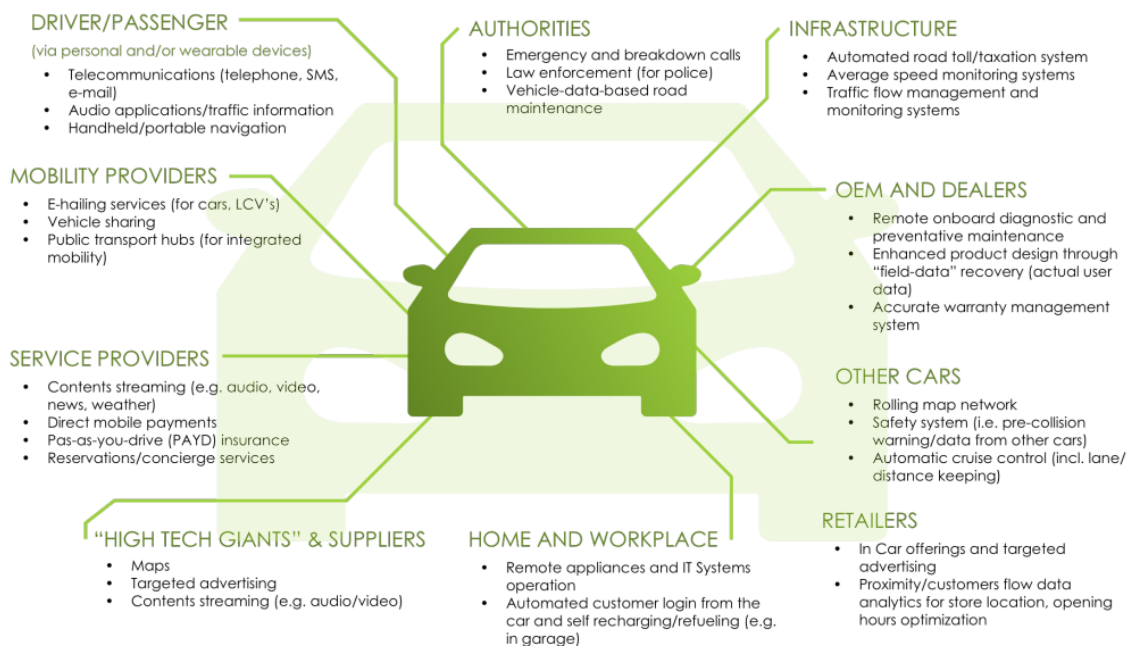 DRIVER/PASSENGER
(via personal and/or wearable devices)
• Telecommunications (telephone, SMS,
e-mail)
• Audio applications/traffic information
• Handheld/portable navigation
AUTHORITIES
• Emergency and breakdown calls
• Law enforcement (for police)
• Vehicle-data-based road
maintenance
INFRASTRUCTURE
• Automated road toll/taxation system
• Average speed monitoring systems
• Traffic flow management and
monitoring systems
MOBILITY PROVIDERS
• E-hailing services (for cars, LCV's)
• Vehicle sharing
• Public transport hubs (for integrated
mobility)
OEM AND DEALERS
• Remote onboard diagnostic and
preventative maintenance
• Enhanced product design through
“field-data” recovery (actual user
data)
• Accurate warranty management
system
SERVICE PROVIDERS
• Contents streaming (e.g. audio, video,
news, weather)
• Direct mobile payments
• Pas-as-you-drive (PAYD) insurance
• Reservations/concierge services
OTHER CARS
• Rolling map network
• Safety system (i.e. pre-collision
warning/data from other cars)
• Automatic cruise control (incl. lane/
distance keeping)
“HIGH TECH GIANTS” & SUPPLIERS
• Maps
• Targeted advertising
• Contents streaming (e.g. audio/video)
HOME AND WORKPLACE
• Remote appliances and IT Systems
operation
• Automated customer login from the
car and self recharging/refueling (e.g.
in garage)
RETAILERS
• In Car offerings and targeted
advertising
• Proximity/customers flow data
analytics for store location, opening
hours optimization